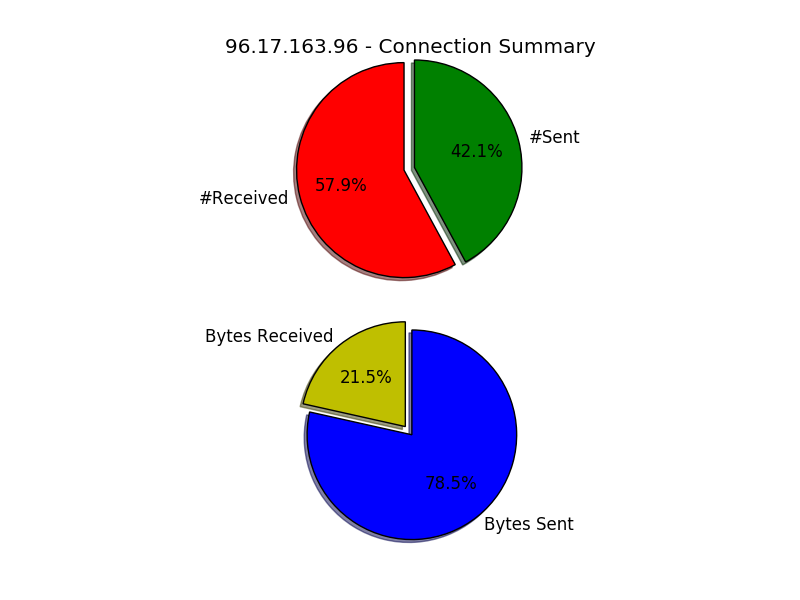 96.17.163.96 - Connection Summary
#Sent
42.1%
57.9%
#Received
Bytes Received
21.5%
78.5%
Bytes Sent